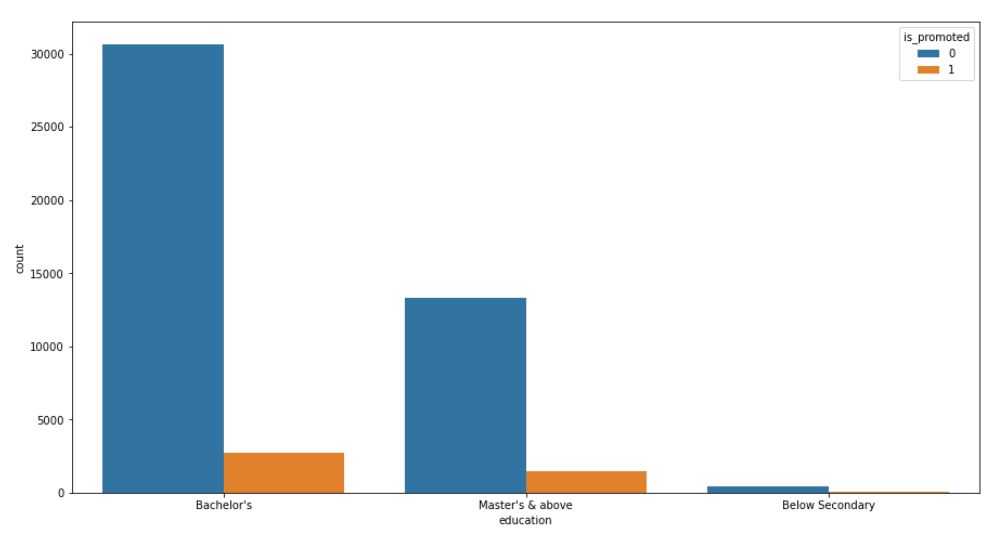 is_promoted
0
1
30000
25000
20000
15000
10000
5000
0
count
Bachelor's
Master's & above
Below Secondary
education